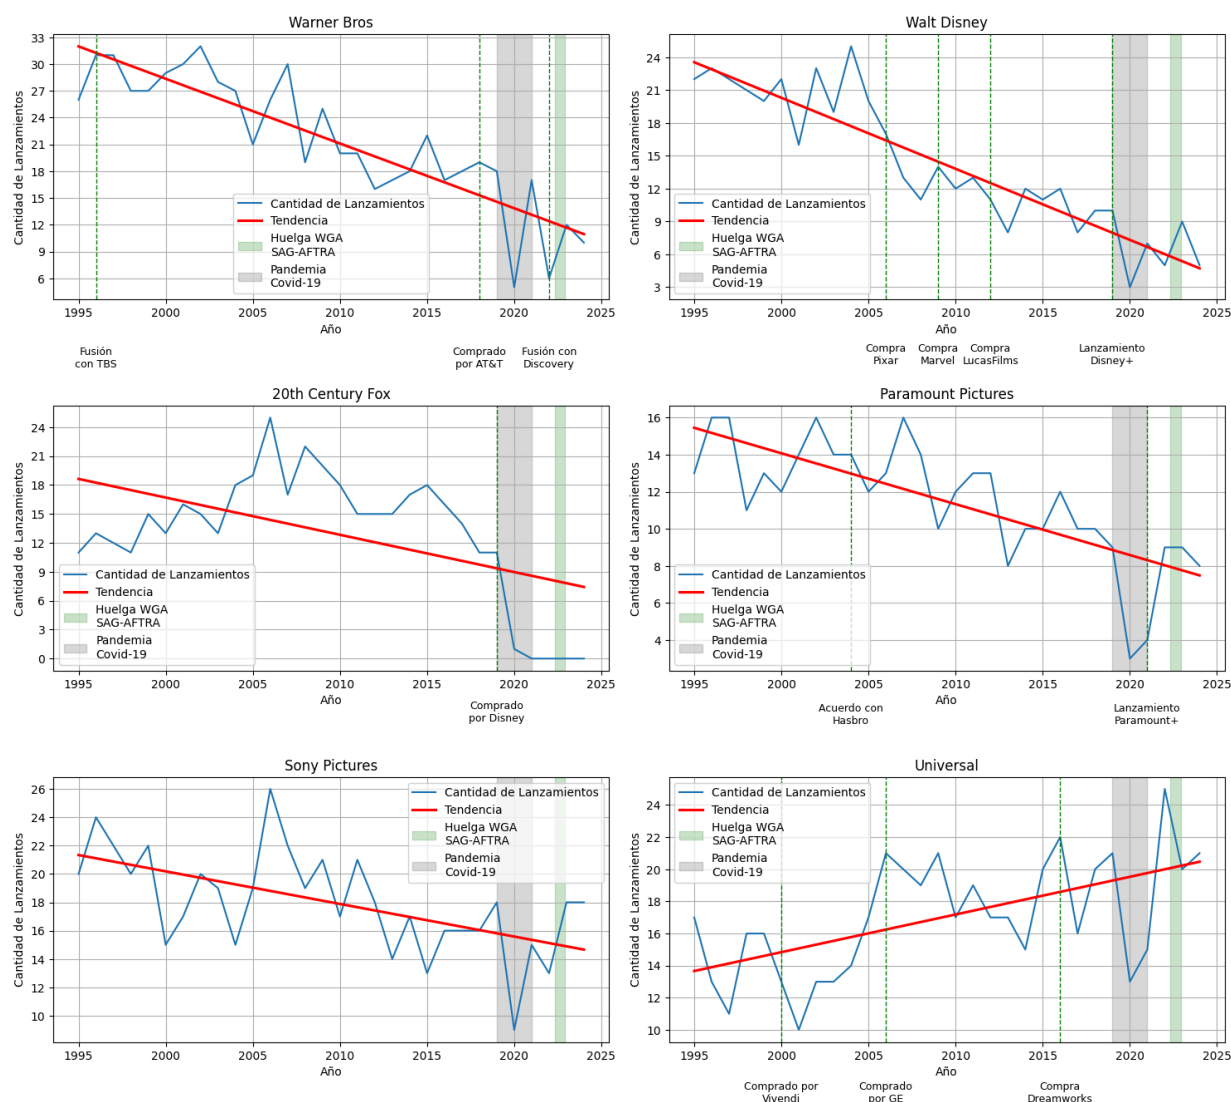 Warner Bros
Cantidad de Lanzamientos
33
30
27
24
21
18
15
12
9
6
Cantidad de Lanzamientos
Tendencia
Huelga WGA
SAG-AFTRA
Pandemia
Covid-19
1995 2000 2005 2010 2015 2020 2025
Año
Fusión
con TBS
Comprado
por AT&T
Fusión con
Discovery
Walt Disney
Cantidad de Lanzamientos
24
21
18
15
12
9
6
3
Cantidad de Lanzamientos
Tendencia
Huelga WGA
SAG-AFTRA
Pandemia
Covid-19
1995 2000 2005 2010 2015 2020 2025
Año
Compra
Pixar
Compra
Marvel
Compra
LucasFilms
Lanzamiento
Disney+
20th Century Fox
Cantidad de Lanzamientos
24
21
18
15
12
9
6
3
0
Cantidad de Lanzamientos
Tendencia
Huelga WGA
SAG-AFTRA
Pandemia
Covid-19
1995 2000 2005 2010 2015 2020 2025
Año
Comprado
por Disney
Paramount Pictures
Cantidad de Lanzamientos
16
14
12
10
8
6
4
Cantidad de Lanzamientos
Tendencia
Huelga WGA
SAG-AFTRA
Pandemia
Covid-19
1995 2000 2005 2010 2015 2020 2025
Año
Acuerdo con
Hasbro
Lanzamiento
Paramount+
Sony Pictures
Cantidad de Lanzamientos
26
24
22
20
18
16
14
12
10
Cantidad de Lanzamientos
Tendencia
Huelga WGA
SAG-AFTRA
Pandemia
Covid-19
1995 2000 2005 2010 2015 2020 2025
Año
Universal
Cantidad de Lanzamientos
24
22
20
18
16
14
12
10
Cantidad de Lanzamientos
Tendencia
Huelga WGA
SAG-AFTRA
Pandemia
Covid-19
1995 2000 2005 2010 2015 2020 2025
Año
Comprado por
Vivendi
Comprado
por GE
Compra
Dreamworks